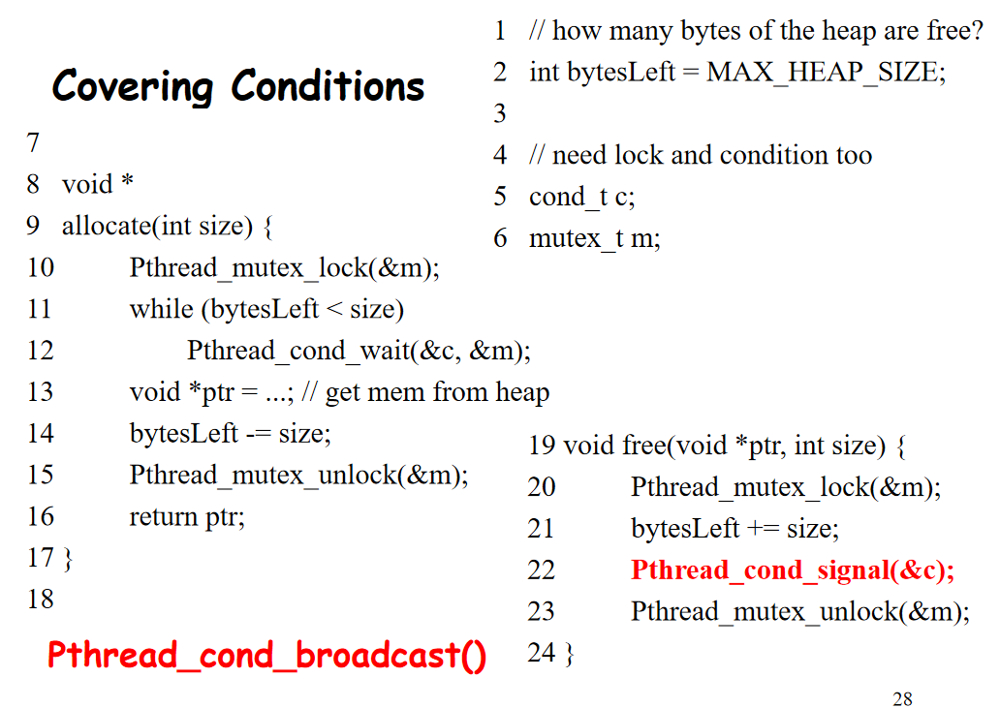 Covering Conditions
1 // how many bytes of the heap are free?
2 int bytesLeft = MAX_HEAP_SIZE;
3
4 // need lock and condition too
5 cond_t c;
6 mutex_t m;
7
8 void *
9 allocate(int size) {
10 Pthread_mutex_lock(&m);
11 while (bytesLeft < size)
12 Pthread_cond_wait(&c, &m);
13 void *ptr = ...; // get mem from heap
14 bytesLeft -= size;
15 Pthread_mutex_unlock(&m);
16 return ptr;
17 }
18
19 void free(void *ptr, int size) {
20 Pthread_mutex_lock(&m);
21 bytesLeft += size;
22 Pthread_cond_signal(&c);
23 Pthread_mutex_unlock(&m);
24 }
Pthread_cond_broadcast()
28